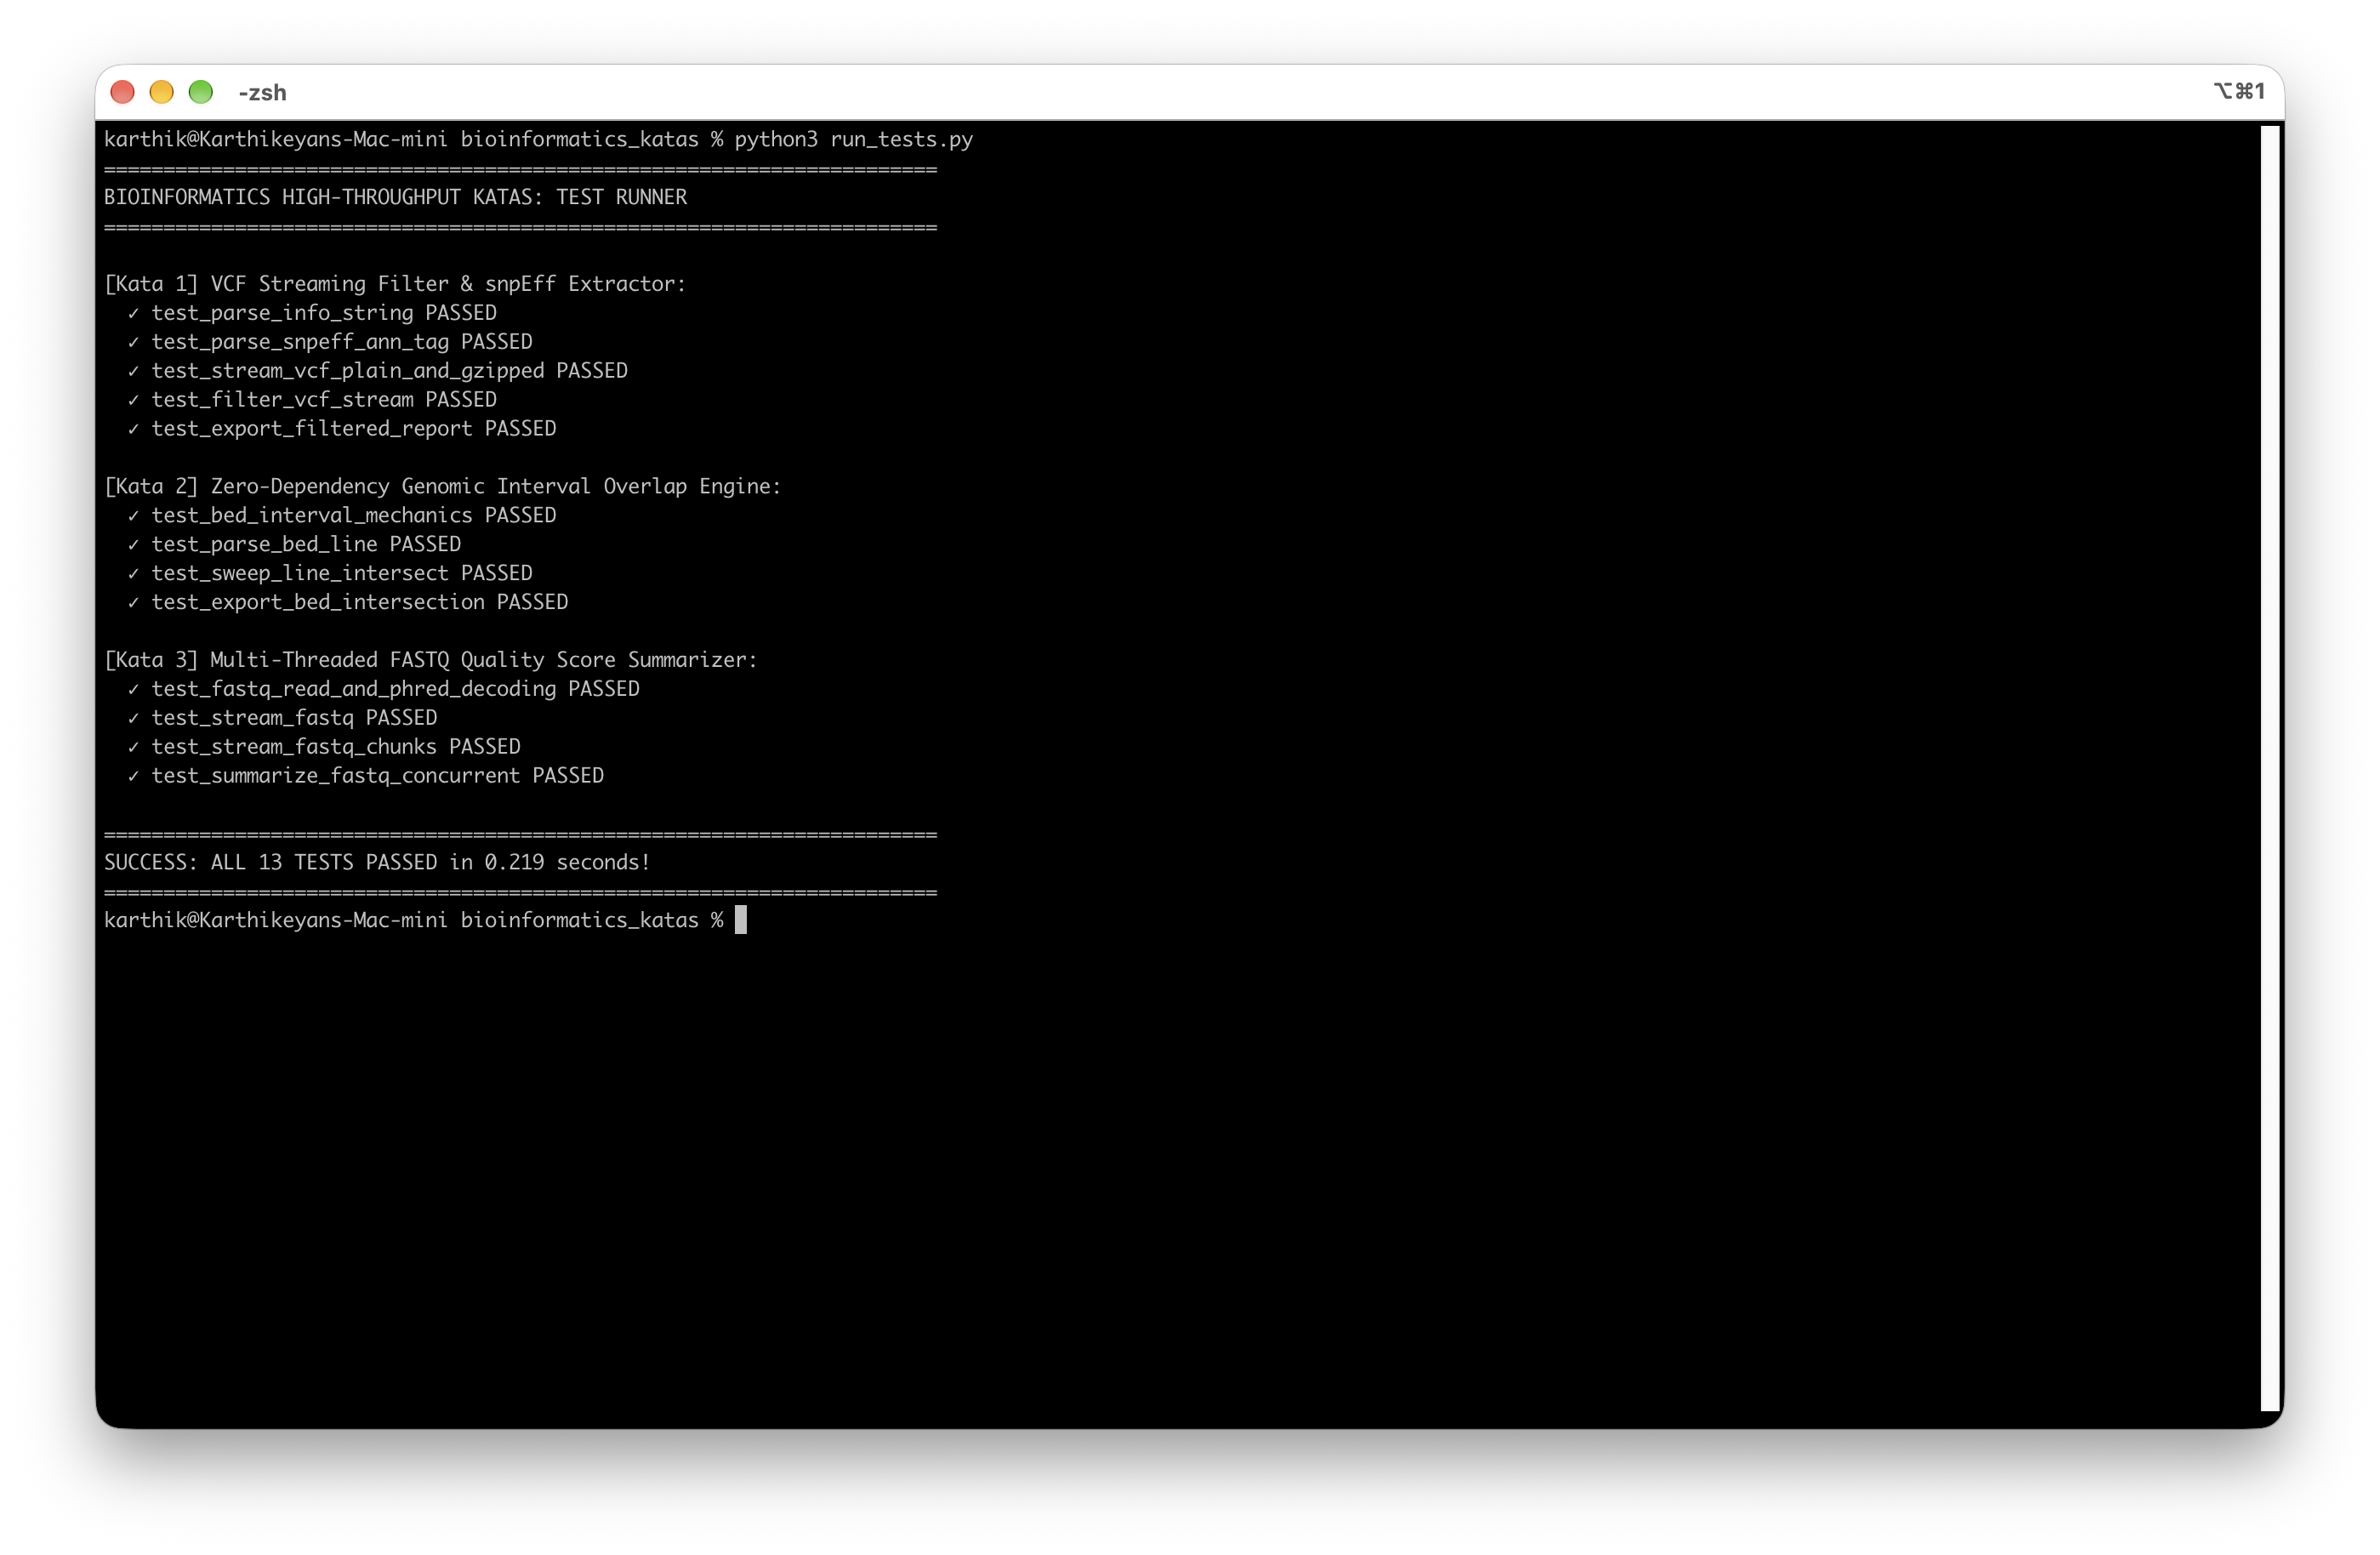 -zsh
⌥⌘1
karthik@Karthikeyans-Mac-mini bioinformatics_katas % python3 run_tests.py
======================================================================
BIOINFORMATICS HIGH-THROUGHPUT KATAS: TEST RUNNER
======================================================================
[Kata 1] VCF Streaming Filter & snpEff Extractor:
  ✓ test_parse_info_string PASSED
  ✓ test_parse_snpeff_ann_tag PASSED
  ✓ test_stream_vcf_plain_and_gzipped PASSED
  ✓ test_filter_vcf_stream PASSED
  ✓ test_export_filtered_report PASSED
[Kata 2] Zero-Dependency Genomic Interval Overlap Engine:
  ✓ test_bed_interval_mechanics PASSED
  ✓ test_parse_bed_line PASSED
  ✓ test_sweep_line_intersect PASSED
  ✓ test_export_bed_intersection PASSED
[Kata 3] Multi-Threaded FASTQ Quality Score Summarizer:
  ✓ test_fastq_read_and_phred_decoding PASSED
  ✓ test_stream_fastq PASSED
  ✓ test_stream_fastq_chunks PASSED
  ✓ test_summarize_fastq_concurrent PASSED
======================================================================
SUCCESS: ALL 13 TESTS PASSED in 0.219 seconds!
======================================================================
karthik@Karthikeyans-Mac-mini bioinformatics_katas %